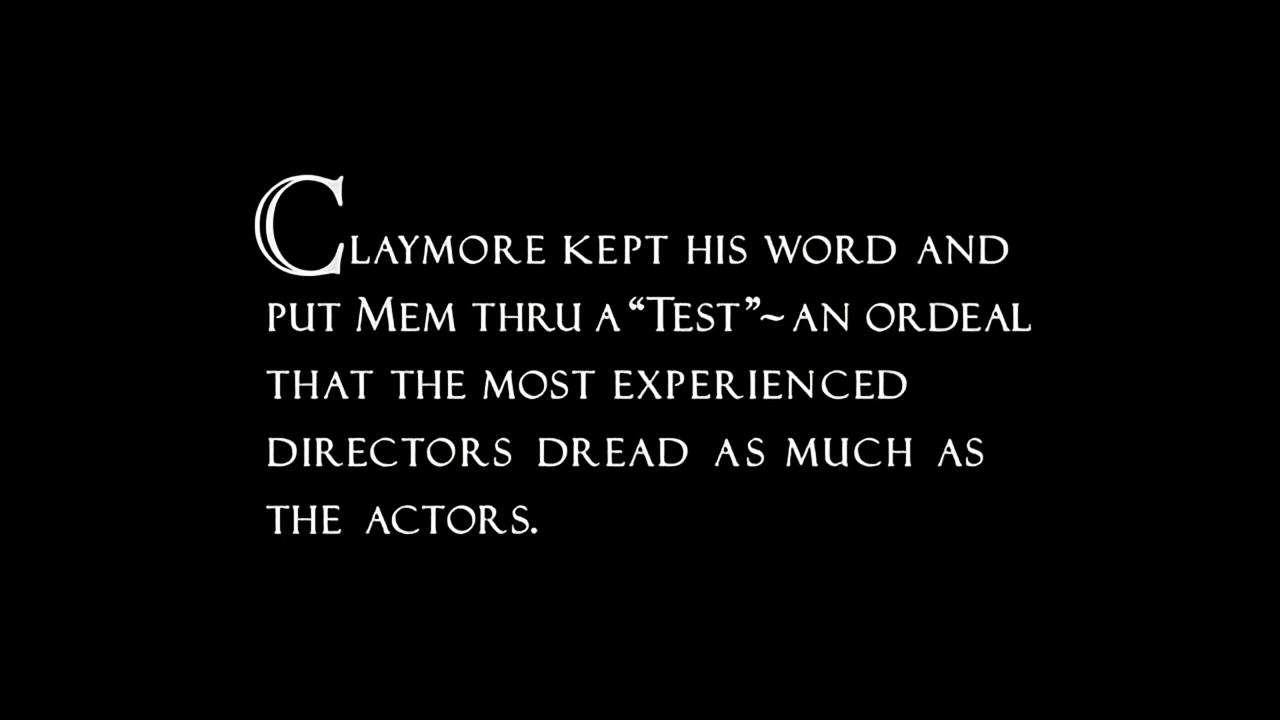 CLAYMORE KEPT HIS WORD AND
PUT MEM THRU A “TEST”~AN ORDEAL
THAT THE MOST EXPERIENCED
DIRECTORS DREAD AS MUCH AS
THE ACTORS.